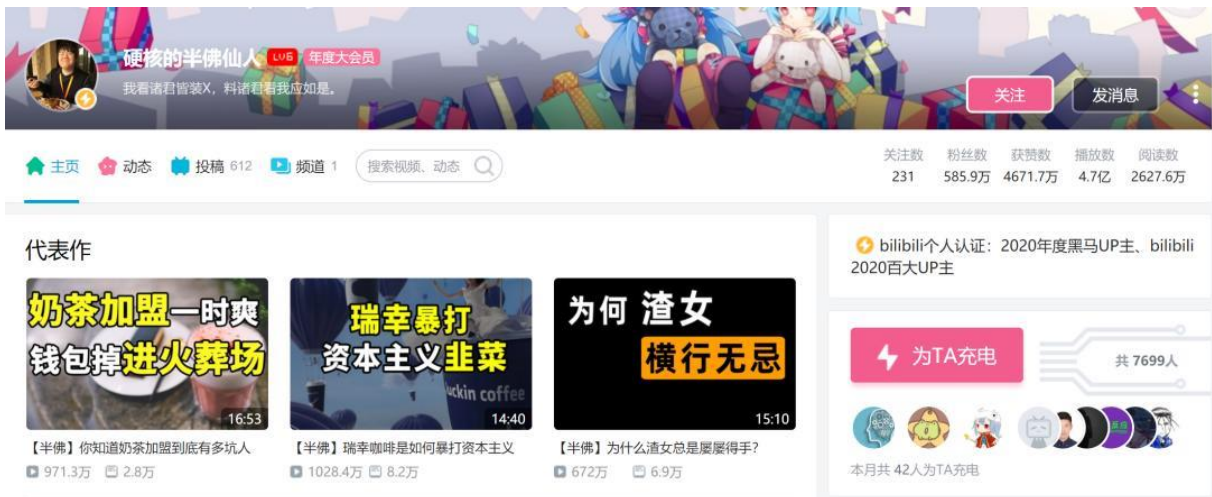 硬核的半佛仙人 LV6 年度大会员
我看诸君皆装X，料诸君看我应如是。
关注 发消息
主页 动态 投稿 612 频道 1 搜索视频、动态
关注数 粉丝数 获赞数 播放数 阅读数
231 585.9万 4671.7万 4.7亿 2627.6万
代表作
奶茶加盟一时爽
钱包掉进火葬场
16:53
【半佛】你知道奶茶加盟到底有多坑人
971.3万 2.8万
瑞幸暴打
资本主义韭菜
uckin coffee
14:40
【半佛】瑞幸咖啡是如何暴打资本主义
1028.4万 8.2万
为何 渣女
横行无忌
15:10
【半佛】为什么渣女总是屡屡得手?
672万 6.9万
bilibili个人认证：2020年度黑马UP主、bilibili
2020百大UP主
为TA充电
共 7699人
本月共 42人为TA充电